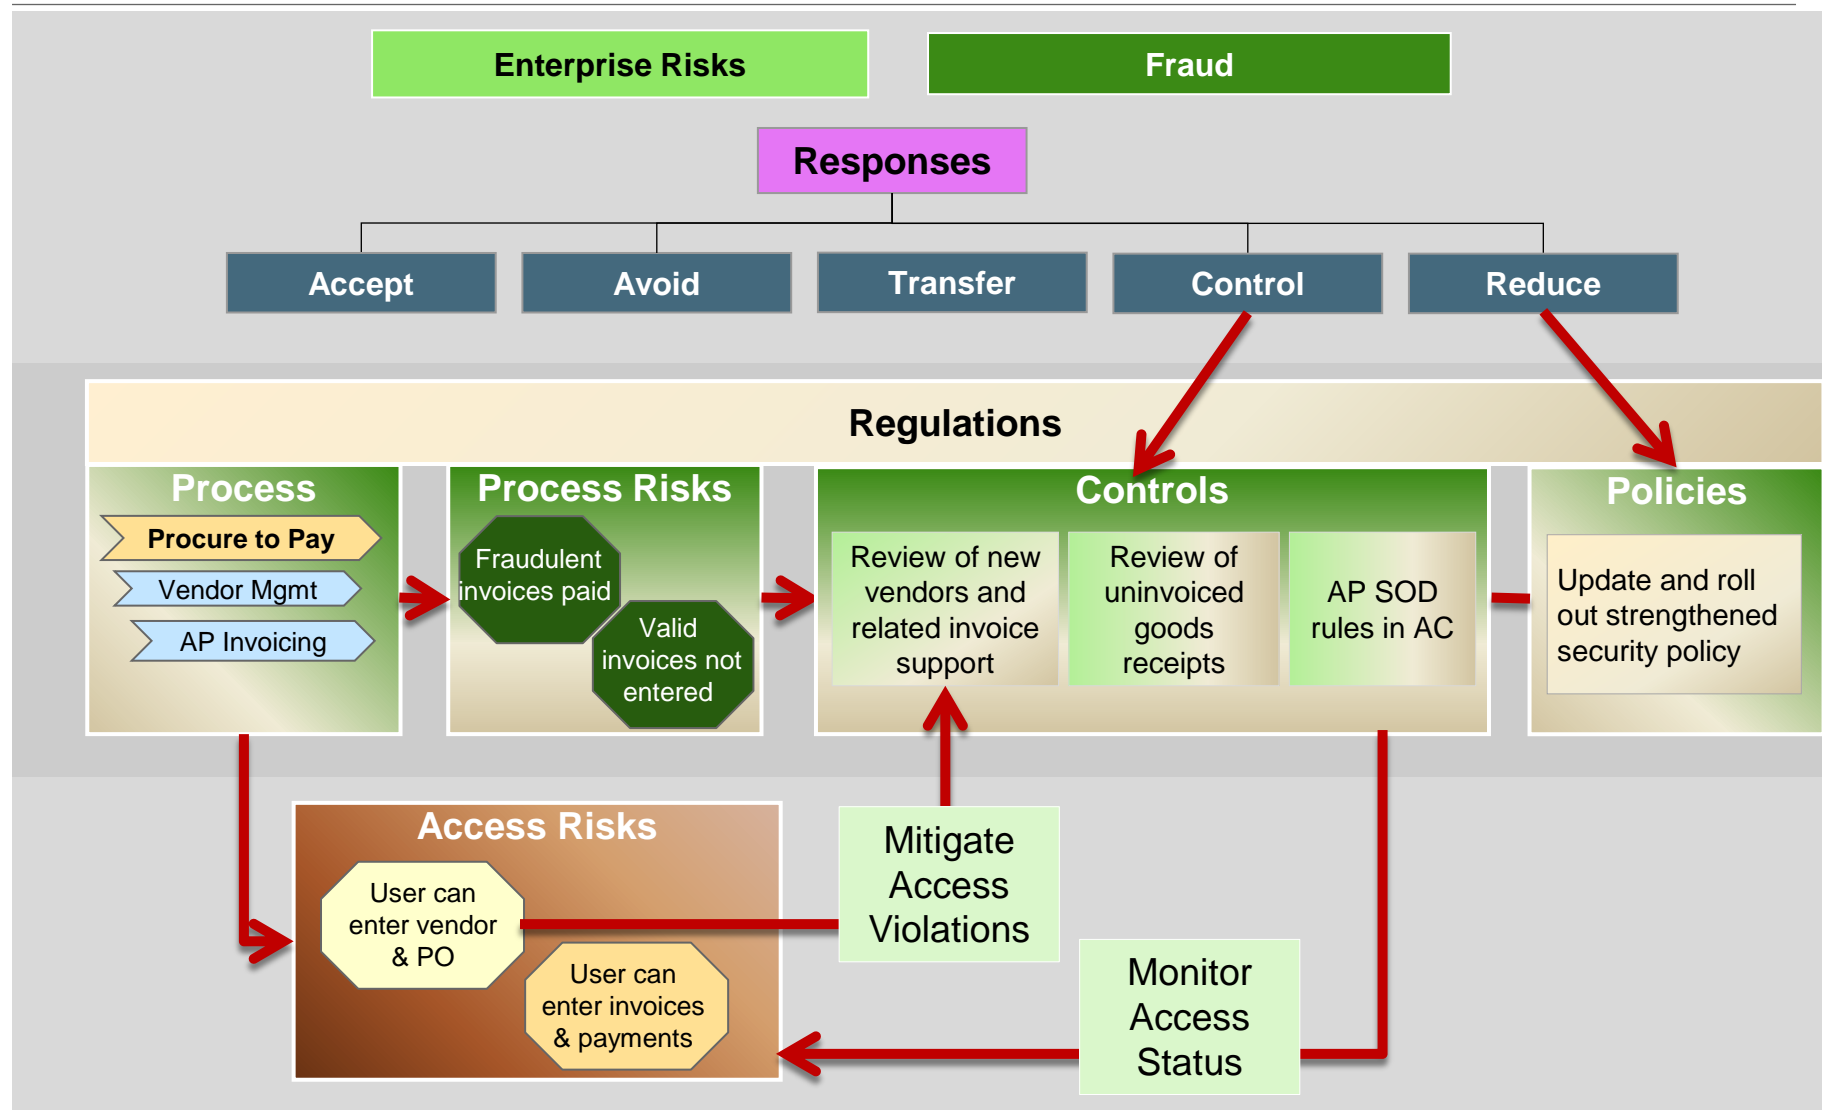 Enterprise Risks
Fraud
Responses
Accept
Avoid
Transfer
Control
Reduce
Regulations
Process
Procure to Pay
Vendor Mgmt
AP Invoicing
Process Risks
Fraudulent
invoices paid
Valid
invoices not
entered
Controls
Review of new
vendors and
related invoice
support
Review of
uninvoiced
goods
receipts
AP SOD
rules in AC
Policies
Update and roll
out strengthened
security policy
Access Risks
User can
enter vendor
& PO
User can
enter invoices
& payments
Mitigate
Access
Violations
Monitor
Access
Status